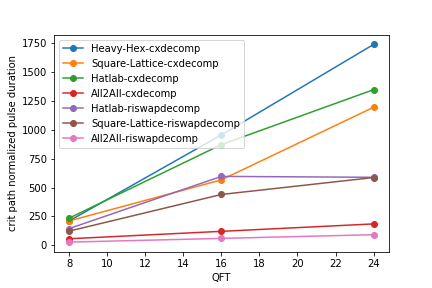 crit path normalized pulse duration
1750
1500
1250
1000
750
500
250
0
Heavy-Hex-cxdecomp
Square-Lattice-cxdecomp
Hatlab-cxdecomp
All2All-cxdecomp
Hatlab-riswapdecomp
Square-Lattice-riswapdecomp
All2All-riswapdecomp
8 10 12 14 16 18 20 22 24
QFT